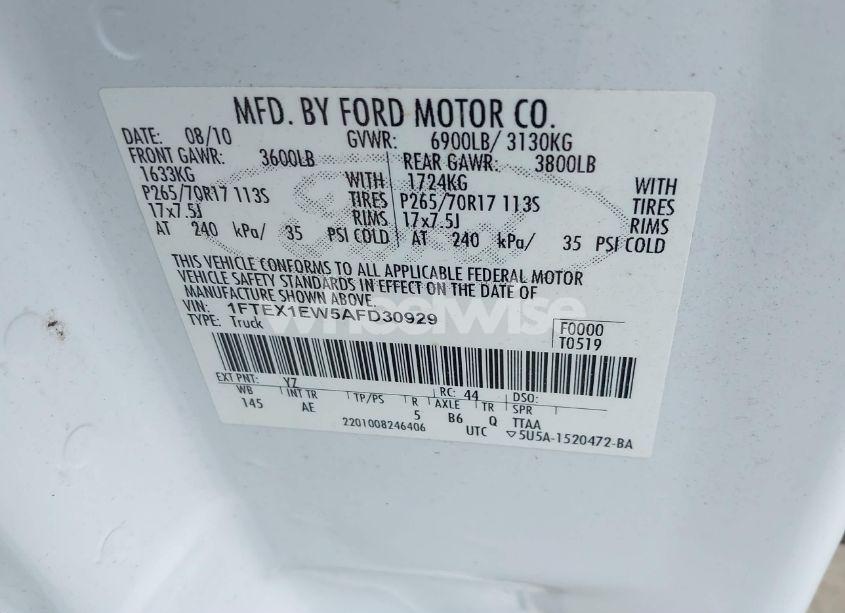 MFD. BY FORD MOTOR CO.
DATE: 08/10 GVWR: 6900LB/ 3130KG
FRONT GAWR: 3600LB REAR GAWR: 3800LB
1633KG WITH 1724KG WITH
P265/70R17 113S TIRES P265/70R17 113S TIRES
17x7.5J RIMS 17x7.5J RIMS
AT 240 kPa/ 35 PSI COLD AT 240 kPa/ 35 PSI COLD
THIS VEHICLE CONFORMS TO ALL APPLICABLE FEDERAL MOTOR
VEHICLE SAFETY STANDARDS IN EFFECT ON THE DATE OF
MANUFACTURE SHOWN ABOVE.
VIN: 1FTEX1EW5AFD30929 F0000
TYPE: Truck T0519
wheelwise
EXT PNT: YZ RC: 44 DSO:
WB INT TR TP/PS R AXLE TR SPR
145 AE 5 B6 Q TTAA
2201008246406 UTC ▽5U5A-1520472-BA